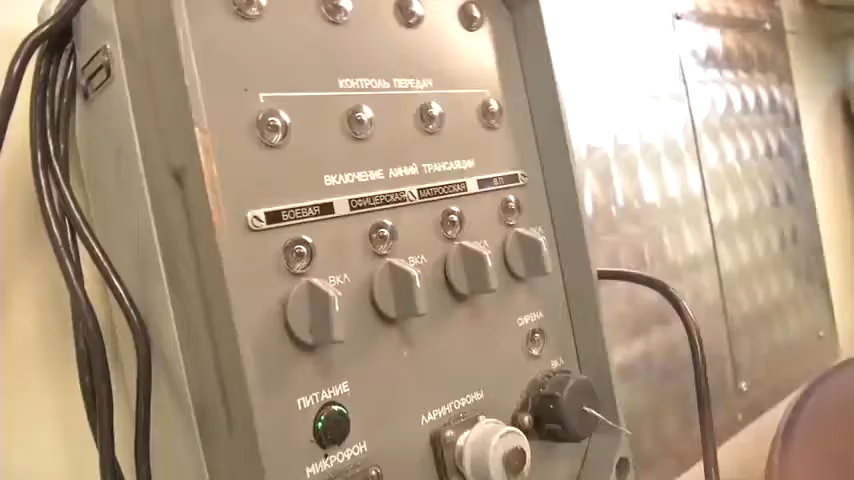 КОНТРОЛЬ ПЕРЕДАЧ
ВКЛЮЧЕНИЕ ЛИНИЙ ТРАНСЛЯЦИИ
БОЕВАЯ ОФИЦЕРСКАЯ МАТРОССКАЯ В.П.
ВКЛ ВКЛ ВКЛ ВКЛ
СИРЕНА
ВКЛ
ПИТАНИЕ
ЛАРИНГОФОНЫ
МИКРОФОН